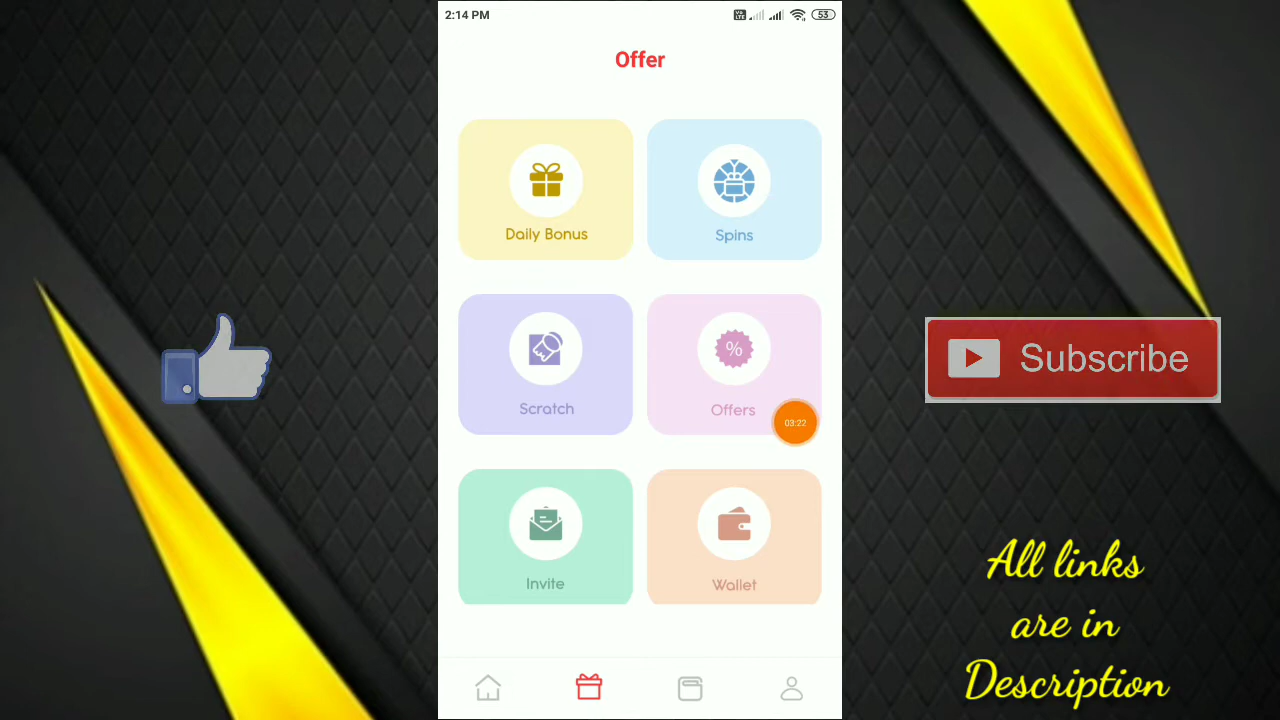 2:14 PM
53
Offer
Daily Bonus
Spins
Scratch
%
Offers
03:22
Invite
Wallet
Subscribe
All links
are in
Description